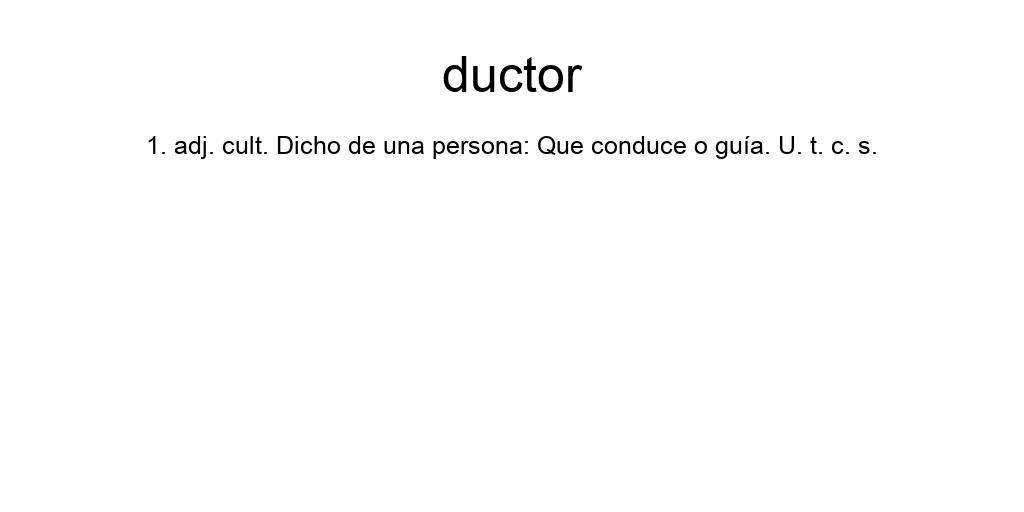 ductor
1. adj. cult. Dicho de una persona: Que conduce o guía. U. t. c. s.